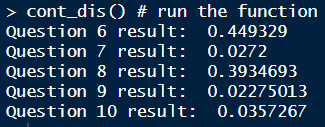 > cont_dis() # run the function
Question 6 result:  0.449329
Question 7 result:  0.0272
Question 8 result:  0.3934693
Question 9 result:  0.02275013
Question 10 result:  0.0357267